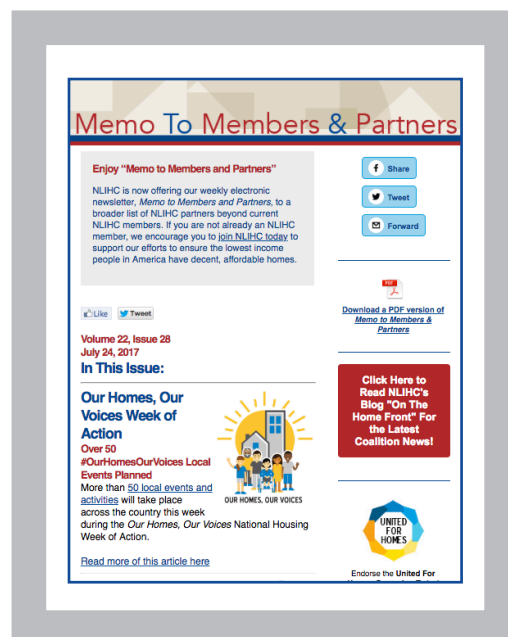 Memo To Members & Partners
Enjoy “Memo to Members and Partners”
NLIHC is now offering our weekly electronic
newsletter, Memo to Members and Partners, to a
broader list of NLIHC partners beyond current
NLIHC members. If you are not already an NLIHC
member, we encourage you to join NLIHC today to
support our efforts to ensure the lowest income
people in America have decent, affordable homes.
Like
Tweet
Volume 22, Issue 28
July 24, 2017
In This Issue:
Our Homes, Our
Voices Week of
Action
Over 50
#OurHomesOurVoices Local
Events Planned
More than 50 local events and
activities will take place
across the country this week
during the Our Homes, Our Voices National Housing
Week of Action.
OUR HOMES, OUR VOICES
Read more of this article here
Share
Tweet
Forward
PDF
Download a PDF version of
Memo to Members &
Partners
Click Here to
Read NLIHC's
Blog "On The
Home Front" For
the Latest
Coalition News!
UNITED
FOR
HOMES
Endorse the United For